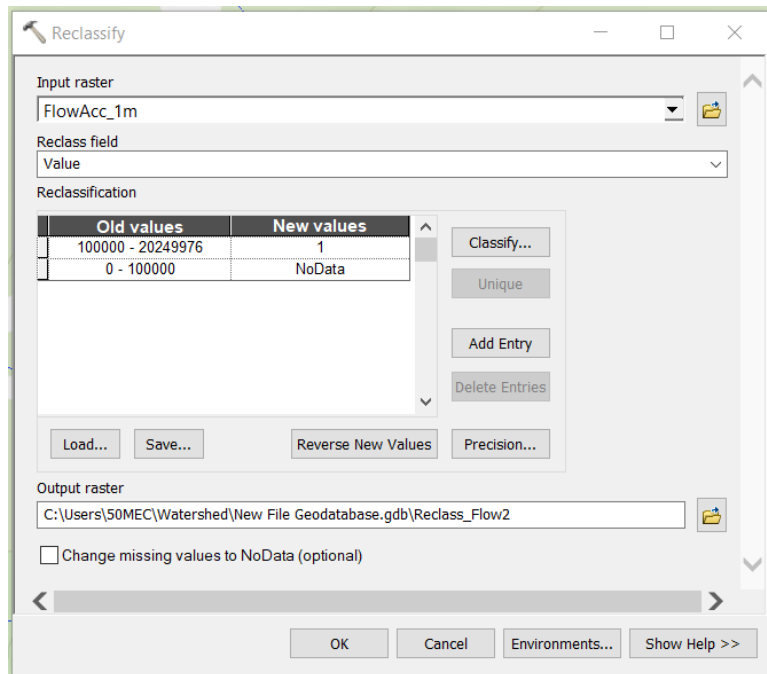 Reclassify
Input raster
FlowAcc_1m
Reclass field
Value
Reclassification
Old values New values
100000 - 20249976 1
0 - 100000 NoData
Classify...
Unique
Add Entry
Delete Entries
Load... Save... Reverse New Values Precision...
Output raster
C:\Users\50MEC\Watershed\New File Geodatabase.gdb\Reclass_Flow2
Change missing values to NoData (optional)
OK Cancel Environments... Show Help >>